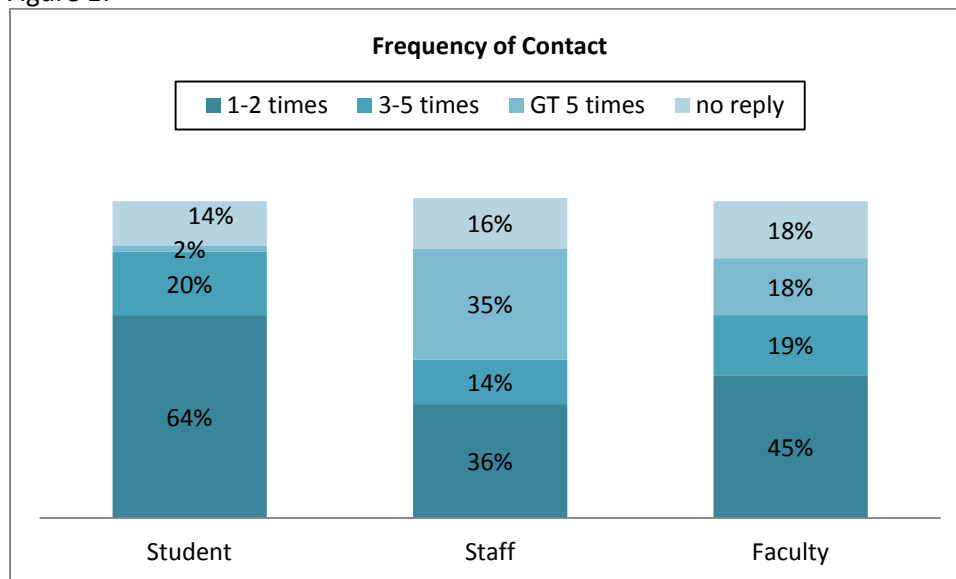 Frequency of Contact
1-2 times 3-5 times GT 5 times no reply
14% 16% 18%
2% 35% 18%
20% 14% 19%
64% 36% 45%
Student Staff Faculty